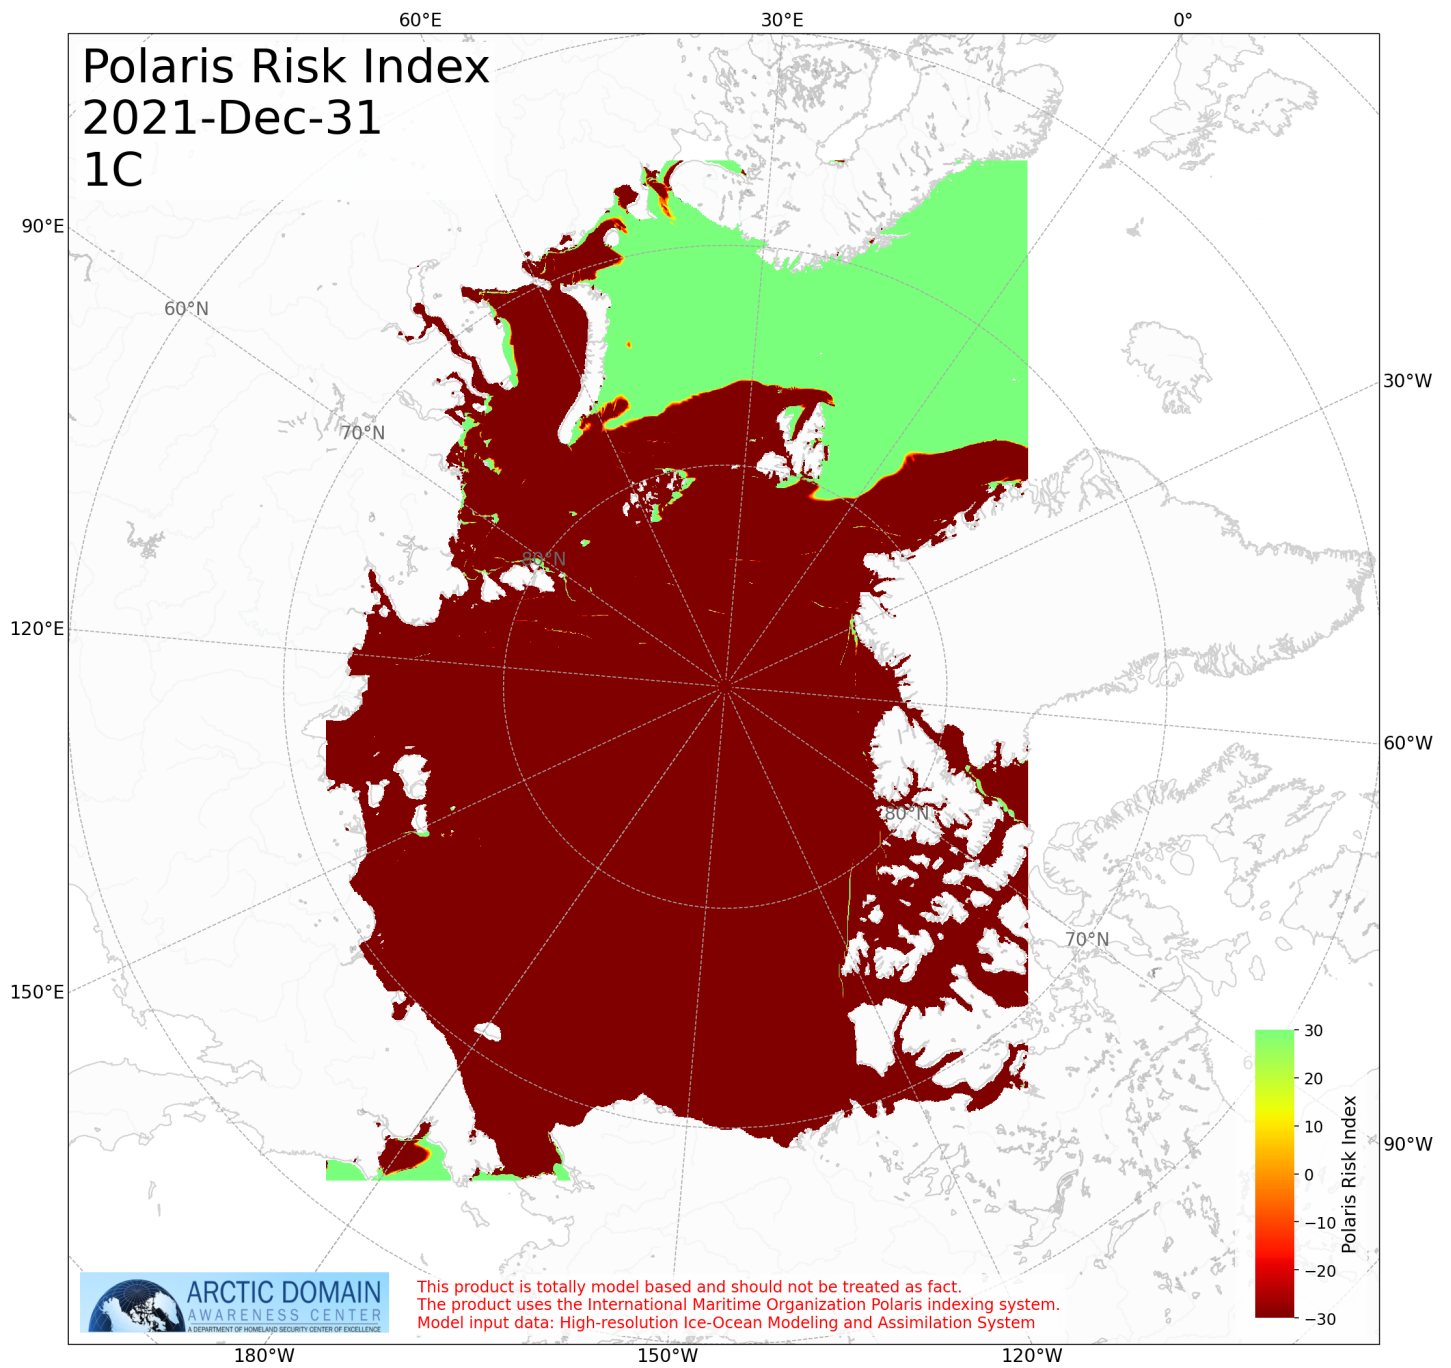 60°E
30°E
0°
Polaris Risk Index
2021-Dec-31
1C
90°E
60°N
30°W
70°N
80°N
120°E
60°W
80°N
70°N
150°E
30
20
10
0
−10
−20
−30
Polaris Risk Index
90°W
ARCTIC DOMAIN
AWARENESS CENTER
A DEPARTMENT OF HOMELAND SECURITY CENTER OF EXCELLENCE
This product is totally model based and should not be treated as fact.
The product uses the International Maritime Organization Polaris indexing system.
Model input data: High-resolution Ice-Ocean Modeling and Assimilation System
180°W
150°W
120°W